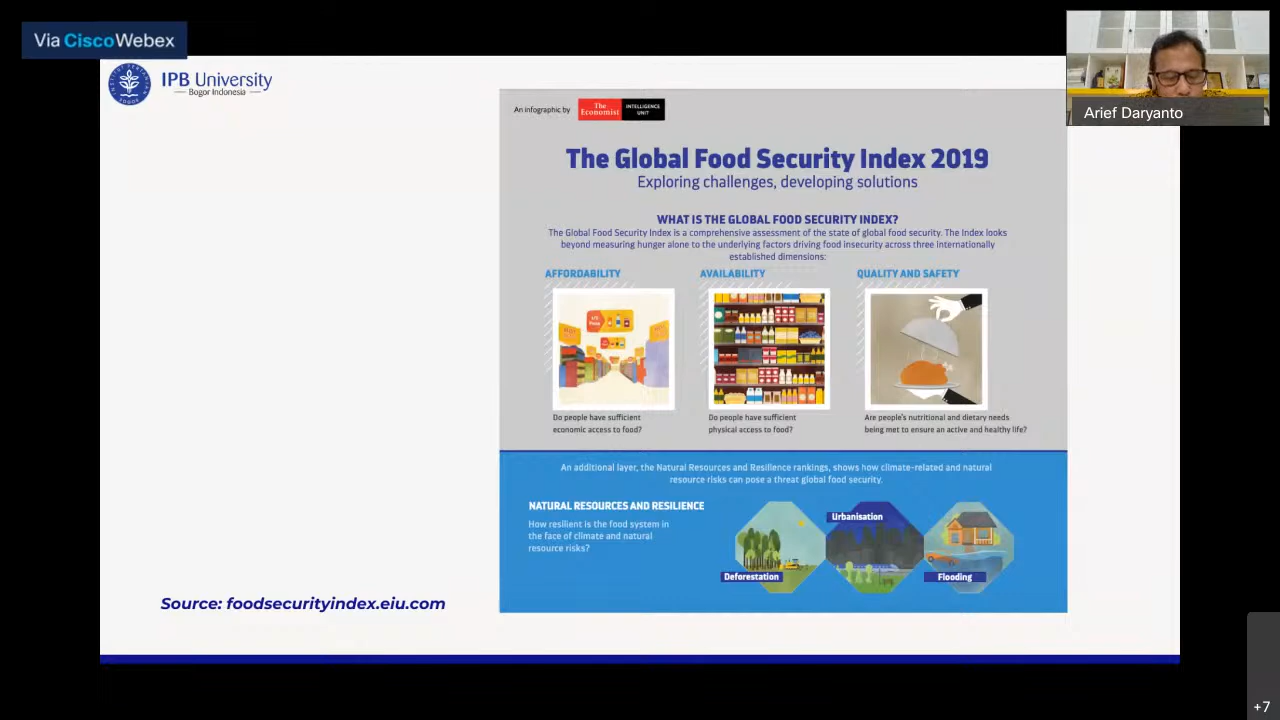 Via CiscoWebex
IPB University
Bogor Indonesia
Arief Daryanto
An infographic by
The Economist
INTELLIGENCE UNIT
The Global Food Security Index 2019
Exploring challenges, developing solutions
WHAT IS THE GLOBAL FOOD SECURITY INDEX?
The Global Food Security Index is a comprehensive assessment of the state of global food security. The Index looks
beyond measuring hunger alone to the underlying factors driving food insecurity across three internationally
established dimensions:
AFFORDABILITY
AVAILABILITY
QUALITY AND SAFETY
Do people have sufficient
economic access to food?
Do people have sufficient
physical access to food?
Are people's nutritional and dietary needs
being met to ensure an active and healthy life?
An additional layer, the Natural Resources and Resilience rankings, shows how climate-related and natural
resource risks can pose a threat global food security.
NATURAL RESOURCES AND RESILIENCE
How resilient is the food system in
the face of climate and natural
resource risks?
Deforestation
Urbanisation
Flooding
Source: foodsecurityindex.eiu.com
+7